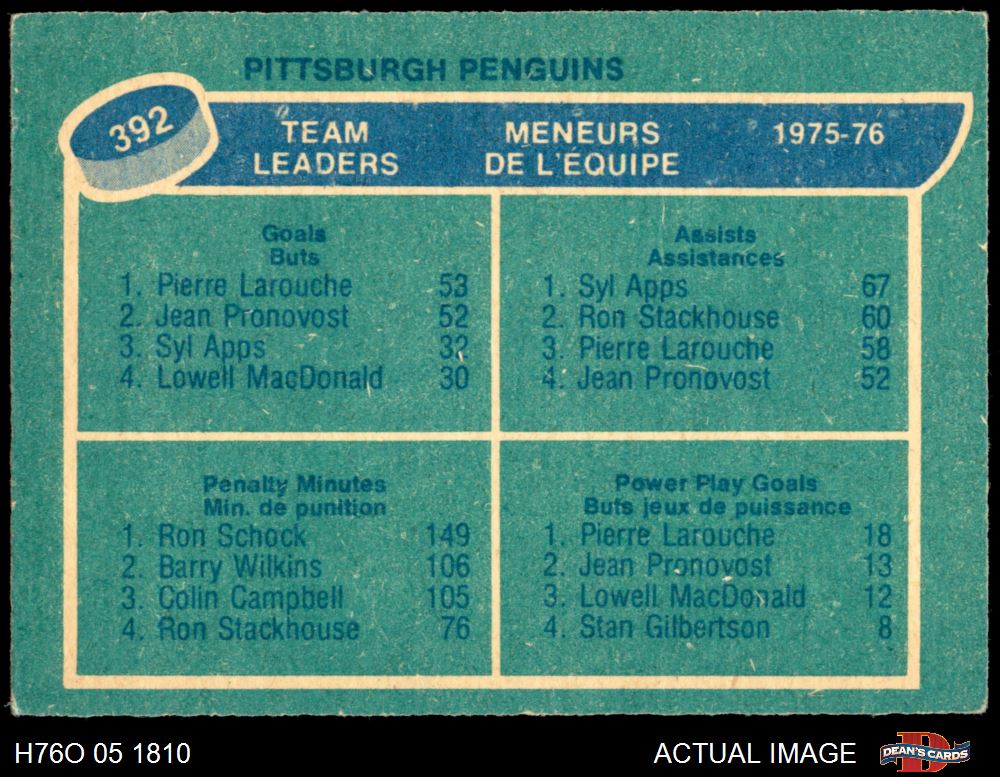 PITTSBURGH PENGUINS
392
TEAM LEADERS
MENEURS DE L'ÉQUIPE
1975-76
Goals
Buts
1. Pierre Larouche 53
2. Jean Pronovost 52
3. Syl Apps 32
4. Lowell MacDonald 30
Assists
Assistances
1. Syl Apps 67
2. Ron Stackhouse 60
3. Pierre Larouche 58
4. Jean Pronovost 52
Penalty Minutes
Min. de punition
1. Ron Schock 149
2. Barry Wilkins 106
3. Colin Campbell 105
4. Ron Stackhouse 76
Power Play Goals
Buts jeux de puissance
1. Pierre Larouche 18
2. Jean Pronovost 13
3. Lowell MacDonald 12
4. Stan Gilbertson 8
H76O 05 1810
ACTUAL IMAGE
DEAN'S CARDS